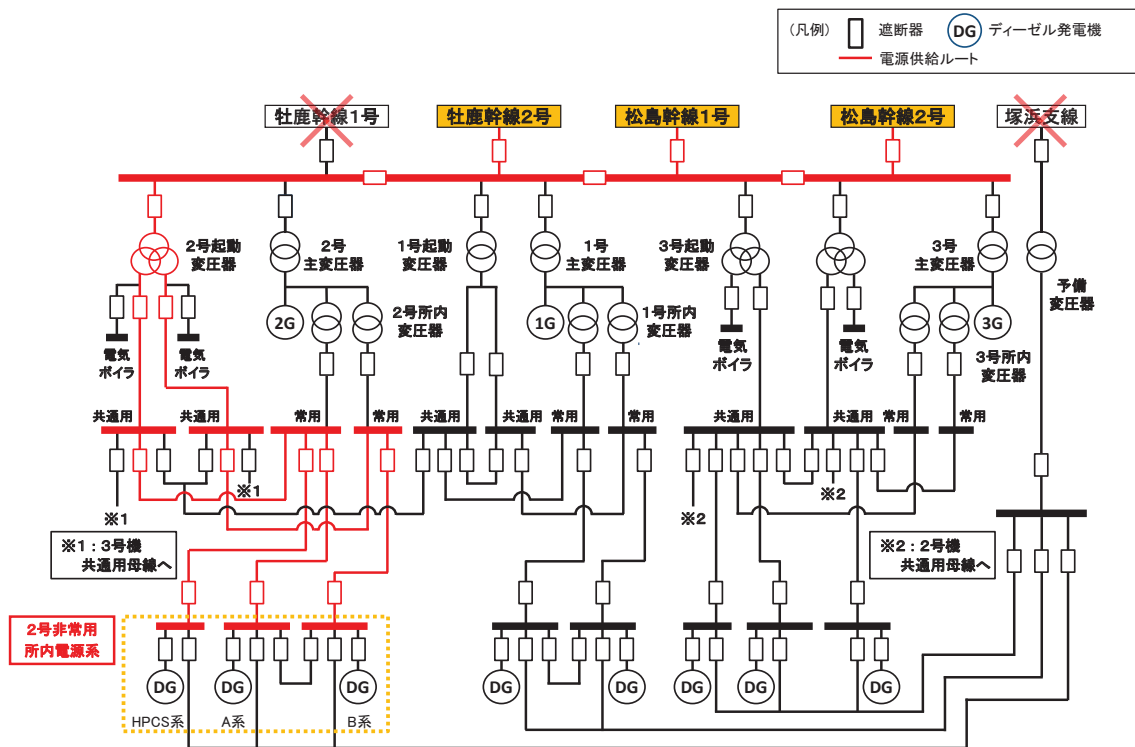 (凡例) 遮断器 DG ディーゼル発電機
電源供給ルート
牡鹿幹線1号
牡鹿幹線2号
松島幹線1号
松島幹線2号
塚浜支線
2号起動
変圧器
2号
主変圧器
1号起動
変圧器
1号
主変圧器
3号起動
変圧器
3号
主変圧器
予備
変圧器
2G
2号所内
変圧器
1G
1号所内
変圧器
3G
3号所内
変圧器
電気
ボイラ
電気
ボイラ
電気
ボイラ
電気
ボイラ
共通用
共通用
常用
常用
共通用
共通用
常用
常用
共通用
共通用
常用
常用
※1
※1
※2
※2
※1：3号機
共通用母線へ
※2：2号機
共通用母線へ
2号非常用
所内電源系
DG
DG
DG
DG
DG
DG
DG
DG
HPCS系
A系
B系